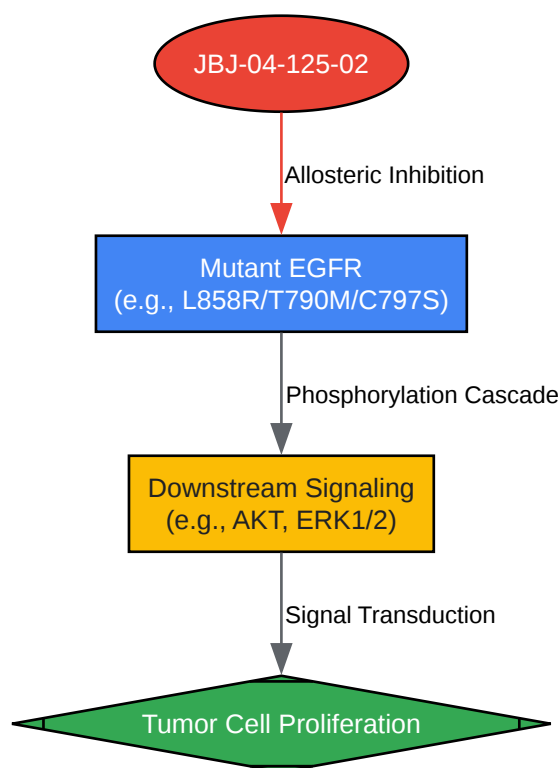 JBJ-04-125-02
Allosteric Inhibition
Mutant EGFR
(e.g., L858R/T790M/C797S)
Phosphorylation Cascade
Downstream Signaling
(e.g., AKT, ERK1/2)
Signal Transduction
Tumor Cell Proliferation